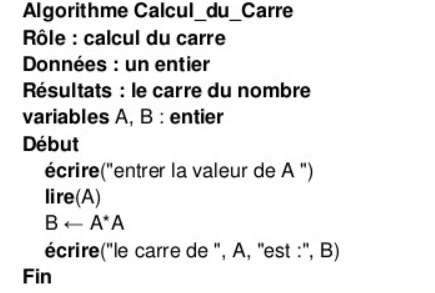 Algorithme Calcul_du_Carre
Rôle : calcul du carre
Données : un entier
Résultats : le carre du nombre
variables A, B : entier
Début
écrire("entrer la valeur de A ")
lire(A)
B ← A*A
écrire("le carre de ", A, "est :", B)
Fin